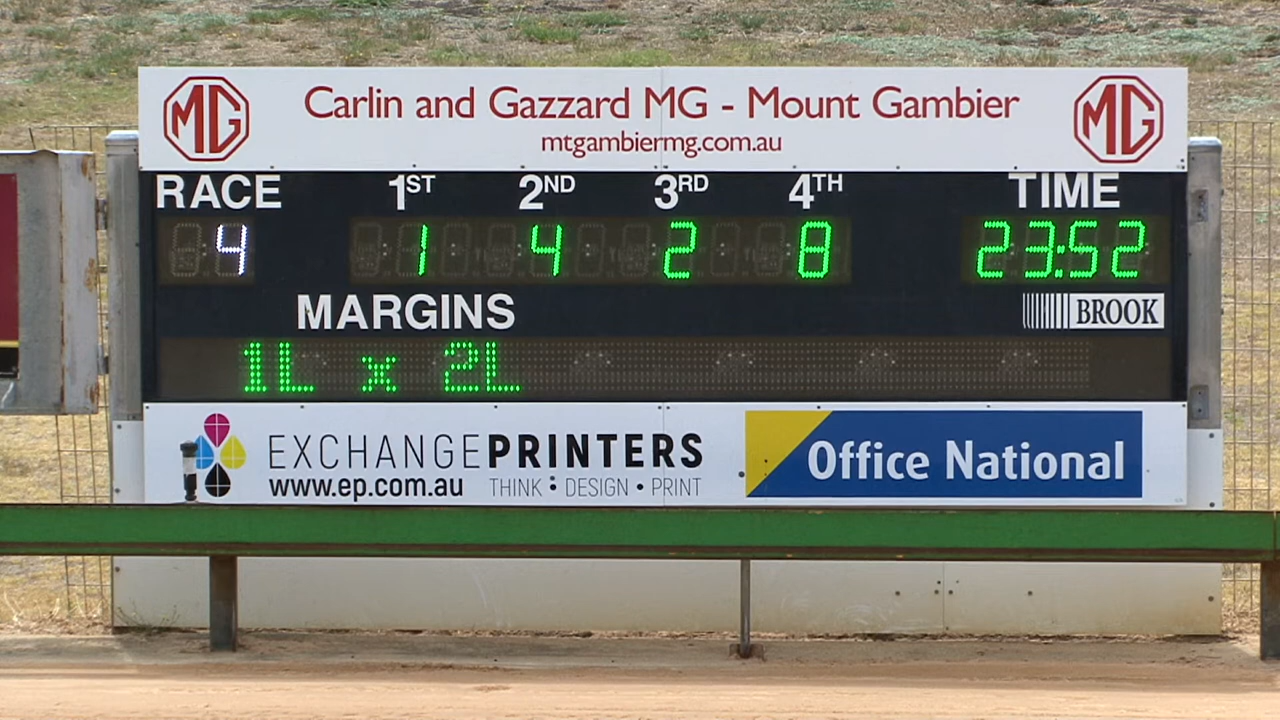 MG Carlin and Gazzard MG - Mount Gambier MG
mtgambiermg.com.au
RACE 1ST 2ND 3RD 4TH TIME
4 1 4 2 8 23:52
MARGINS
BROOK
1L x 2L
EXCHANGEPRINTERS
www.ep.com.au THINK • DESIGN • PRINT
Office National